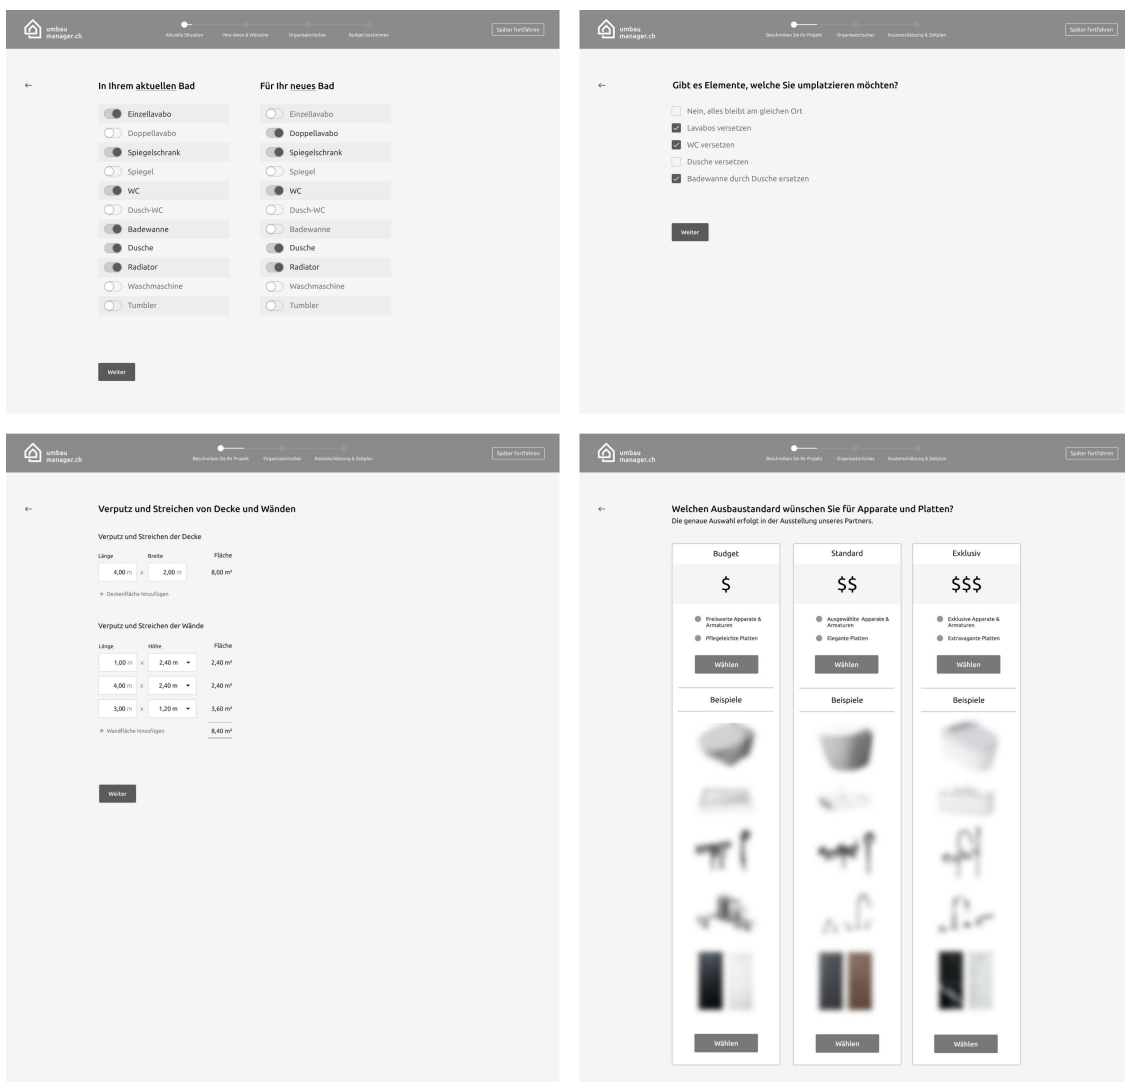 umbau
manager.ch
Aktuelle Situation
Ihre Ideen & Wünsche
Organisatorisches
Budget bestimmen
Später fortfahren
←
In Ihrem aktuellen Bad
Einzellavabo
Doppellavabo
Spiegelschrank
Spiegel
WC
Dusch-WC
Badewanne
Dusche
Radiator
Waschmaschine
Tumbler
Für Ihr neues Bad
Einzellavabo
Doppellavabo
Spiegelschrank
Spiegel
WC
Dusch-WC
Badewanne
Dusche
Radiator
Waschmaschine
Tumbler
Weiter
umbau
manager.ch
Beschreiben Sie Ihr Projekt
Organisatorisches
Kostenschätzung & Zeitplan
Später fortfahren
←
Gibt es Elemente, welche Sie umplatzieren möchten?
Nein, alles bleibt am gleichen Ort
Lavabos versetzen
WC versetzen
Dusche versetzen
Badewanne durch Dusche ersetzen
Weiter
umbau
manager.ch
Beschreiben Sie Ihr Projekt
Organisatorisches
Kostenschätzung & Zeitplan
Später fortfahren
←
Verputz und Streichen von Decke und Wänden
Verputz und Streichen der Decke
Länge Breite Fläche
4,00 m x 2,00 m 8,00 m²
+ Deckenfläche hinzufügen
Verputz und Streichen der Wände
Länge Höhe Fläche
1,00 m x 2,40 m 2,40 m²
4,00 m x 2,40 m 2,40 m²
3,00 m x 1,20 m 3,60 m²
+ Wandfläche hinzufügen 8,40 m²
Weiter
umbau
manager.ch
Beschreiben Sie Ihr Projekt
Organisatorisches
Kostenschätzung & Zeitplan
Später fortfahren
←
Welchen Ausbaustandard wünschen Sie für Apparate und Platten?
Die genaue Auswahl erfolgt in der Ausstellung unseres Partners.
Budget
$
Preiswerte Apparate &
Armaturen
Pflegeleichte Platten
Wählen
Beispiele
Wählen
Standard
$$
Ausgewählte Apparate &
Armaturen
Elegante Platten
Wählen
Beispiele
Wählen
Exklusiv
$$$
Exklusive Apparate &
Armaturen
Extravagante Platten
Wählen
Beispiele
Wählen